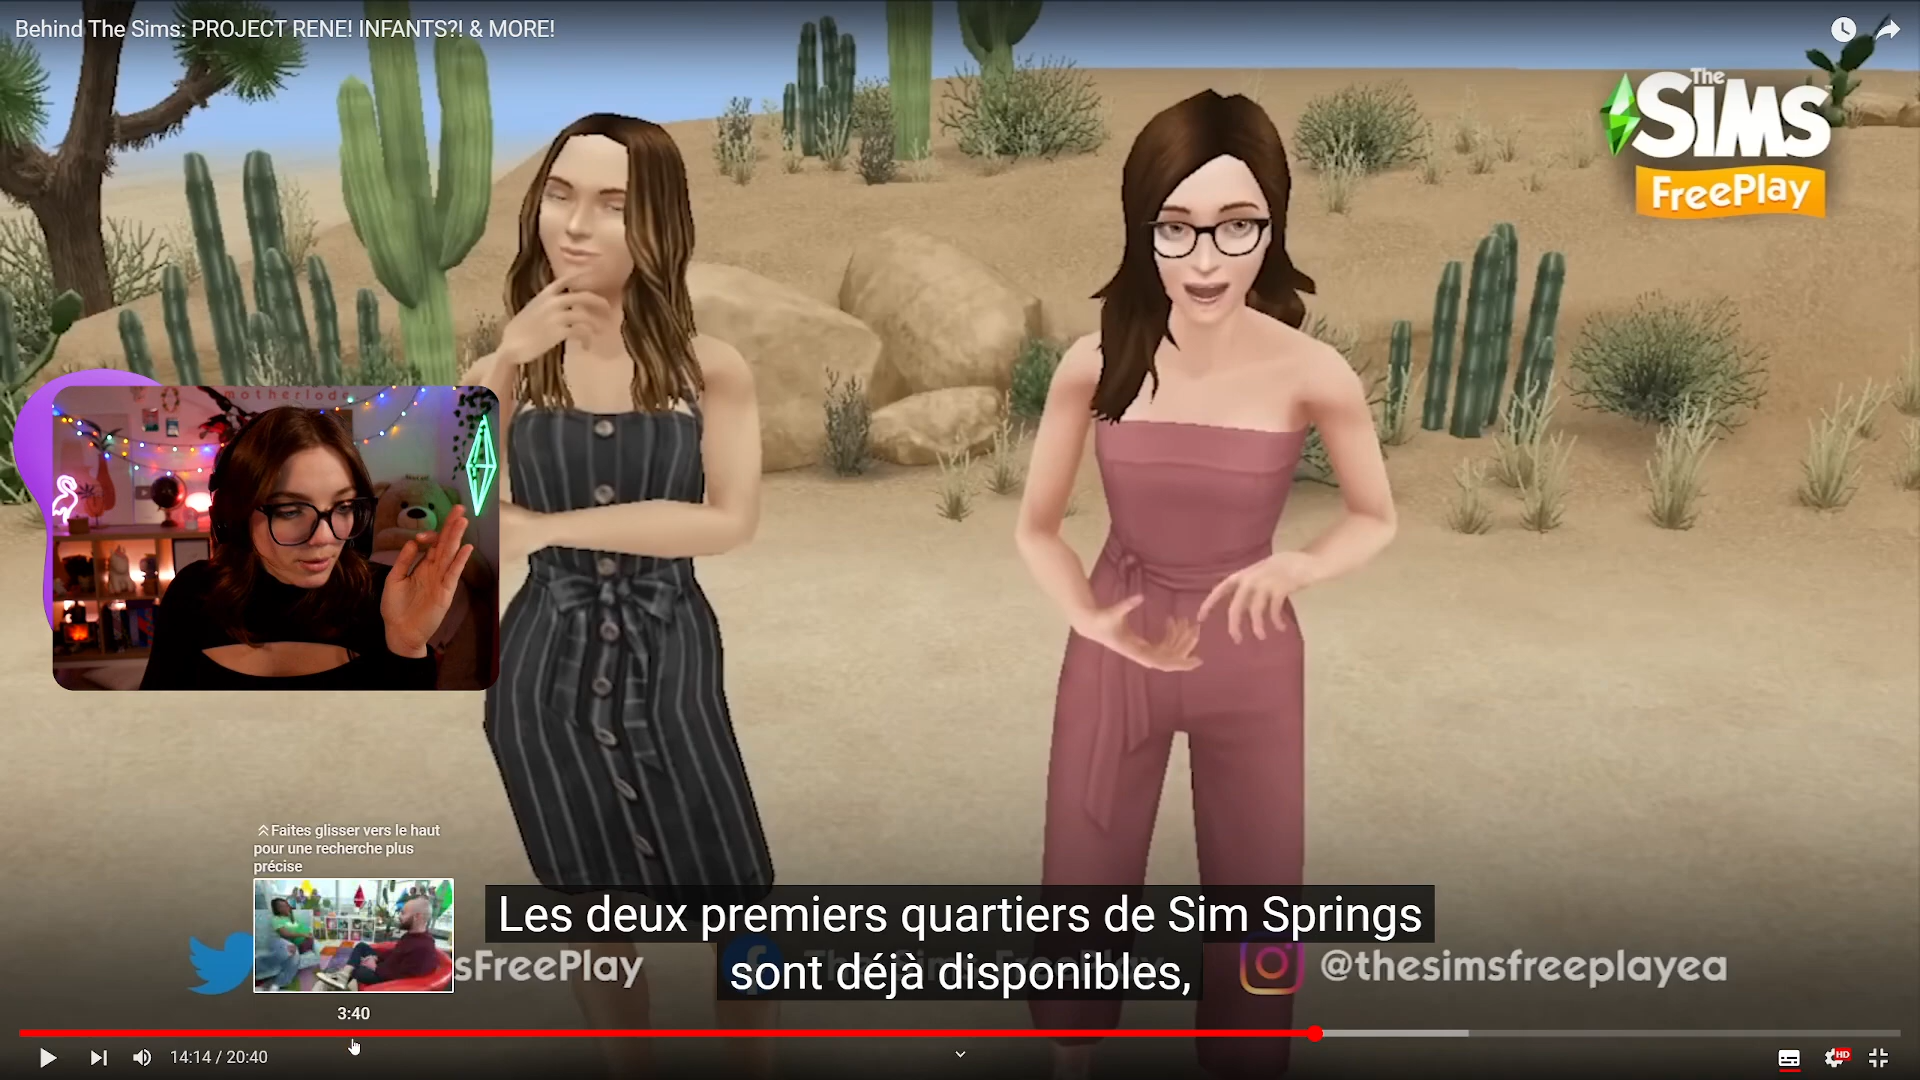 Behind The Sims: PROJECT RENE! INFANTS?! & MORE!
The
SiMS
FreePlay
motherlode
Faites glisser vers le haut
pour une recherche plus
précise
Les deux premiers quartiers de Sim Springs
sont déjà disponibles,
sFreePlay
@thesimsfreeplayea
3:40
14:14 / 20:40
HD